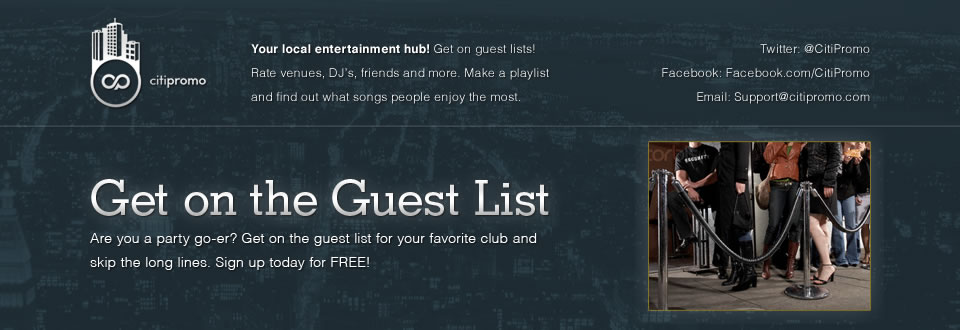 citipromo
Your local entertainment hub! Get on guest lists!
Rate venues, DJ's, friends and more. Make a playlist
and find out what songs people enjoy the most.
Twitter: @CitiPromo
Facebook: Facebook.com/CitiPromo
Email: Support@citipromo.com
Get on the Guest List
Are you a party go-er? Get on the guest list for your favorite club and
skip the long lines. Sign up today for FREE!
SECURITY